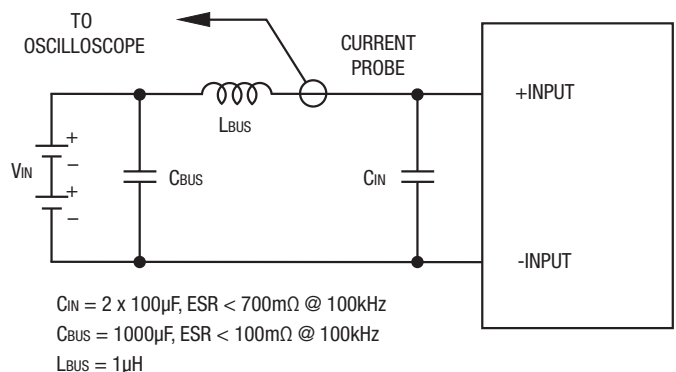 TO
OSCILLOSCOPE
CURRENT
PROBE
LBUS
+INPUT
VIN
+
−
+
−
CBUS
CIN
-INPUT
CIN = 2 x 100µF, ESR < 700mΩ @ 100kHz
CBUS = 1000µF, ESR < 100mΩ @ 100kHz
LBUS = 1µH